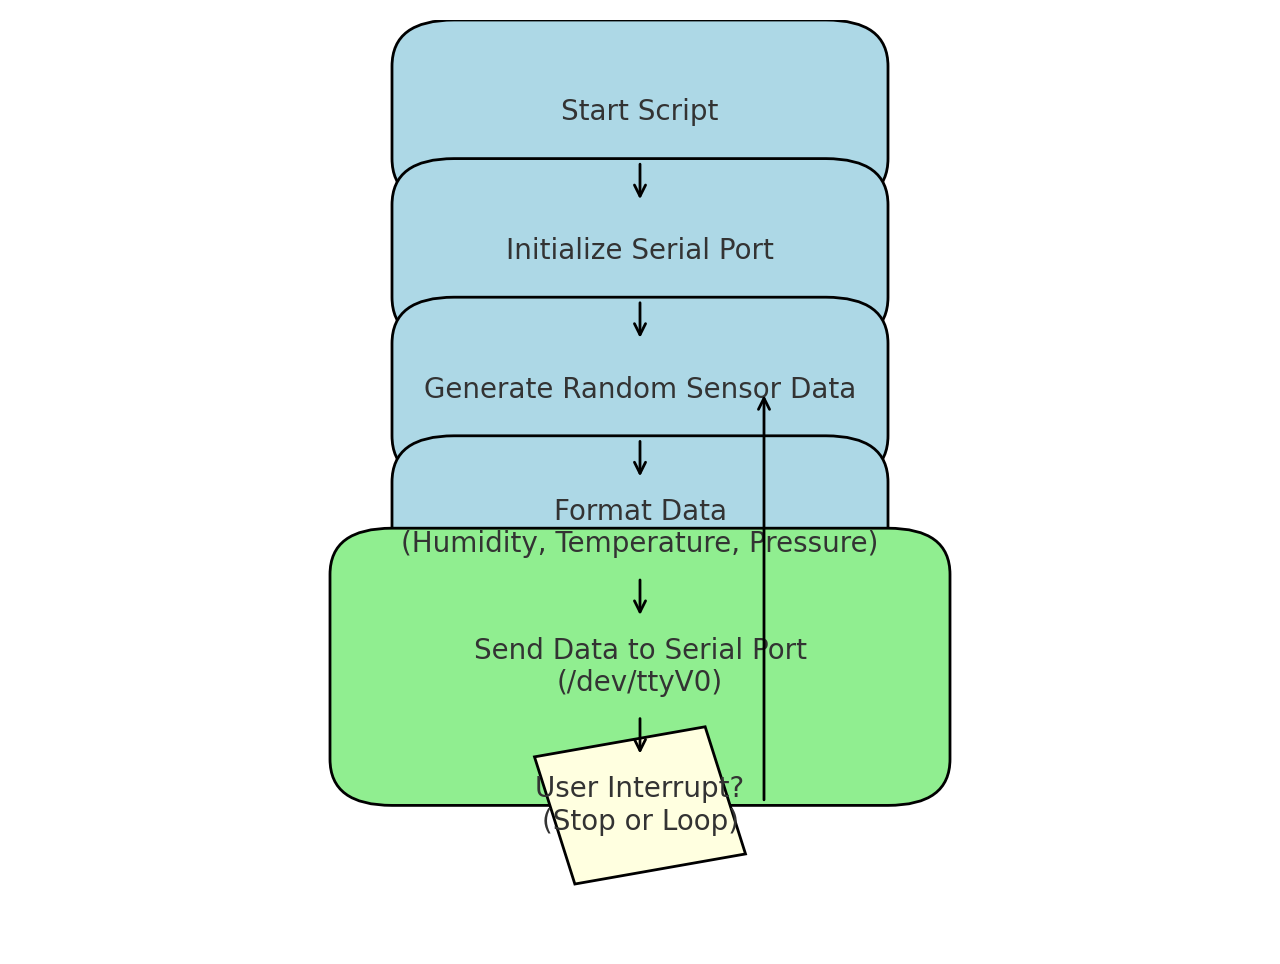 Start Script
Initialize Serial Port
Generate Random Sensor Data
Format Data
(Humidity, Temperature, Pressure)
Send Data to Serial Port
(/dev/ttyV0)
User Interrupt?
(Stop or Loop)